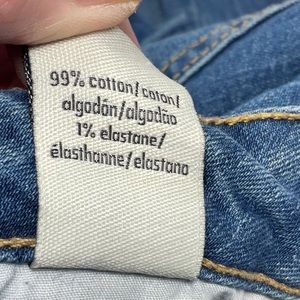 99% cotton/coton/
algodón/algodão
1% elastane/
élasthanne/elastano